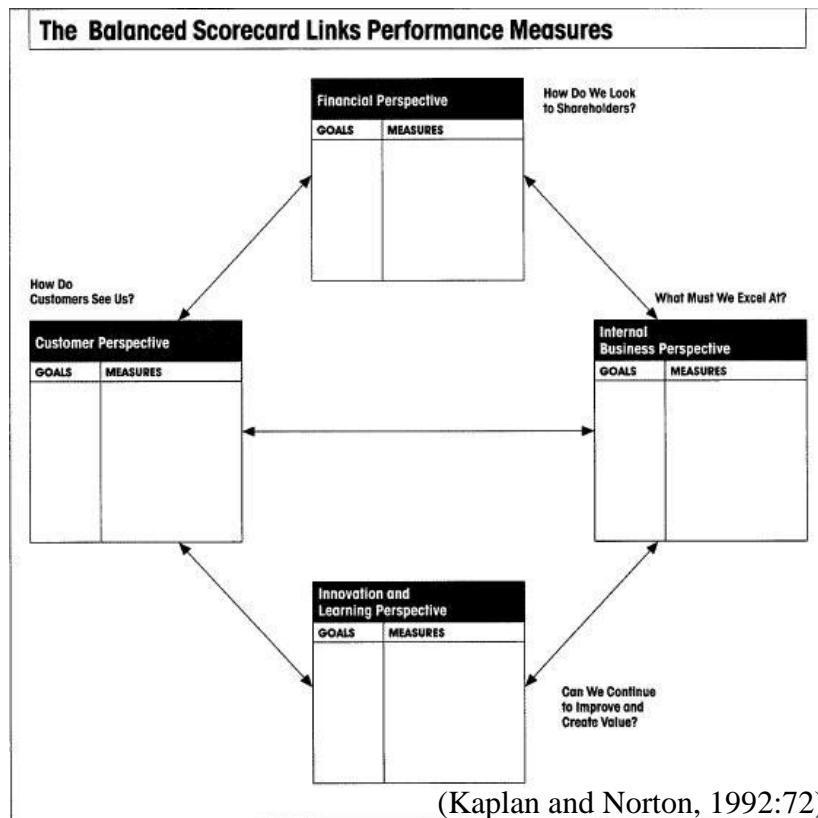 The Balanced Scorecard Links Performance Measures
Financial Perspective
GOALS MEASURES
How Do We Look
to Shareholders?
How Do
Customers See Us?
Customer Perspective
GOALS MEASURES
What Must We Excel At?
Internal
Business Perspective
GOALS MEASURES
Innovation and
Learning Perspective
GOALS MEASURES
Can We Continue
to Improve and
Create Value?
(Kaplan and Norton, 1992:72)